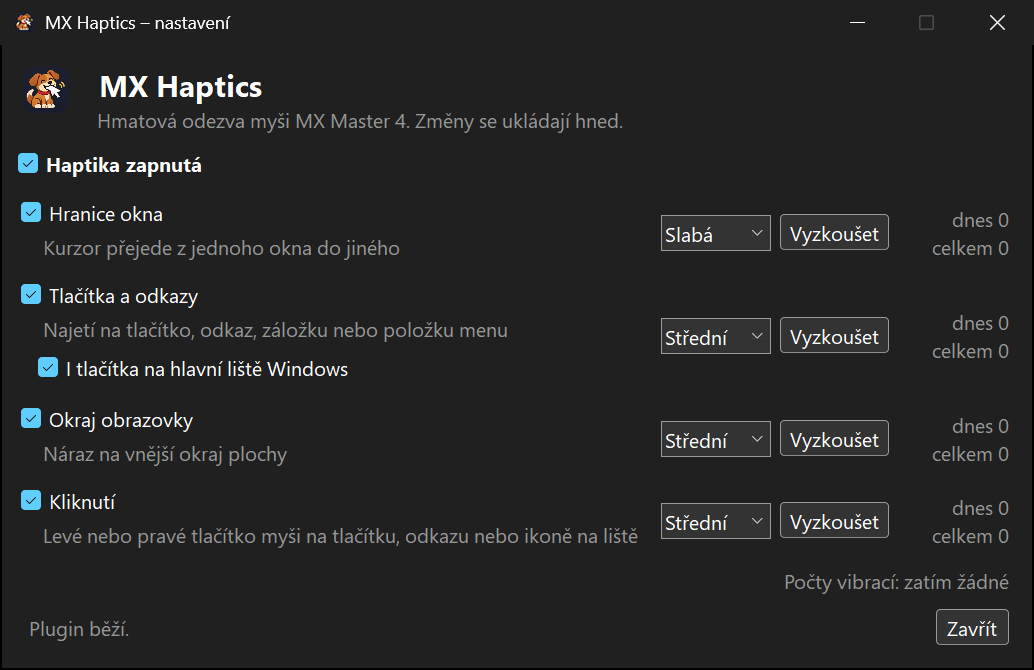 MX Haptics – nastavení
MX Haptics
Hmatová odezva myši MX Master 4. Změny se ukládají hned.
Haptika zapnutá
Hranice okna
Kurzor přejede z jednoho okna do jiného
Slabá
Vyzkoušet
dnes 0
celkem 0
Tlačítka a odkazy
Najetí na tlačítko, odkaz, záložku nebo položku menu
I tlačítka na hlavní liště Windows
Střední
Vyzkoušet
dnes 0
celkem 0
Okraj obrazovky
Náraz na vnější okraj plochy
Střední
Vyzkoušet
dnes 0
celkem 0
Kliknutí
Levé nebo pravé tlačítko myši na tlačítku, odkazu nebo ikoně na liště
Střední
Vyzkoušet
dnes 0
celkem 0
Počty vibrací: zatím žádné
Plugin běží.
Zavřít